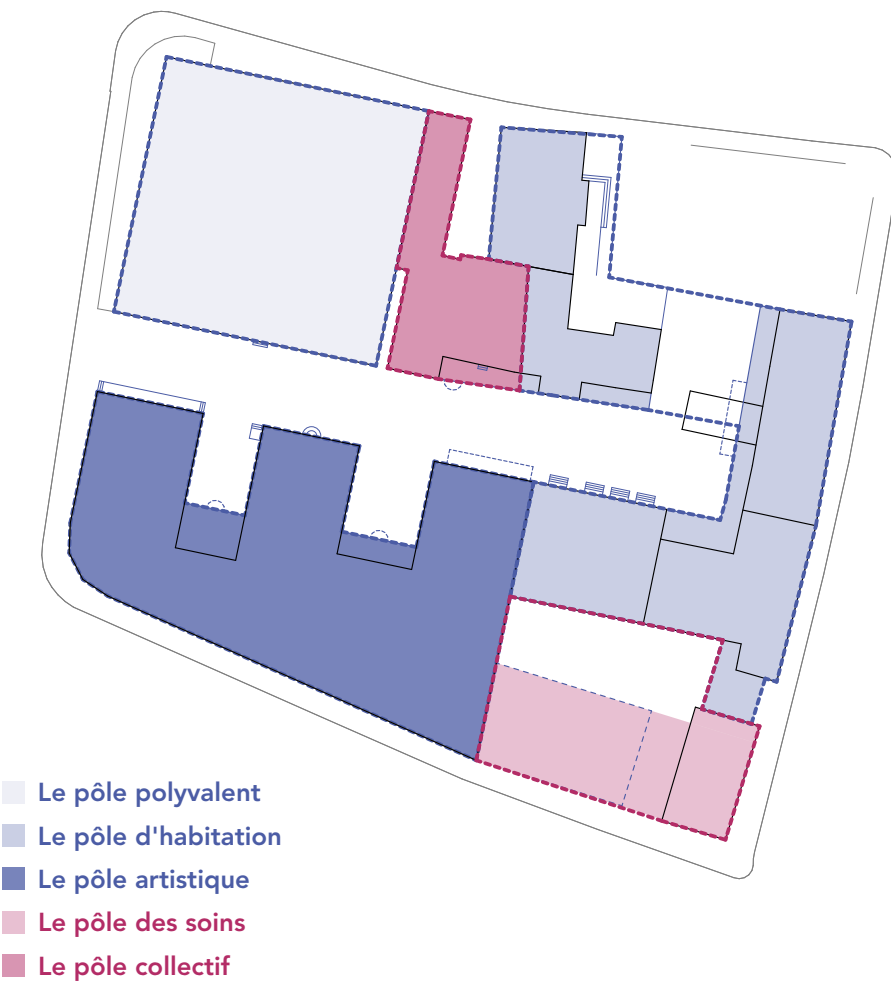 Le pôle polyvalent
Le pôle d'habitation
Le pôle artistique
Le pôle des soins
Le pôle collectif